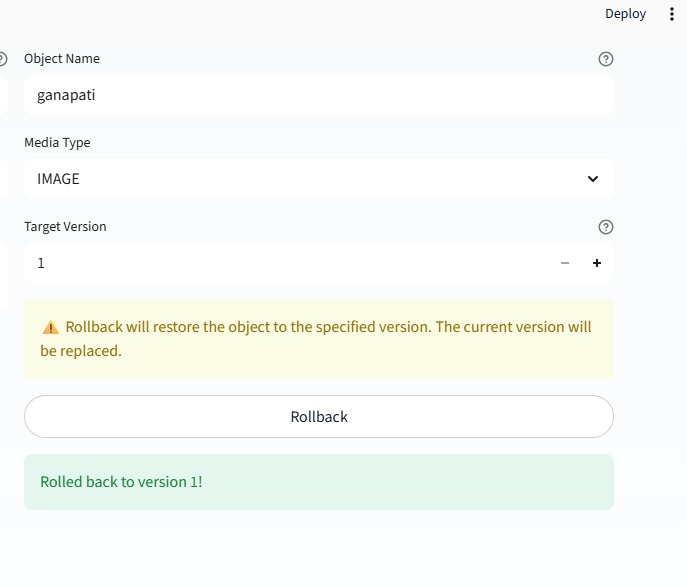 Deploy
Object Name
ganapati
Media Type
IMAGE
Target Version
1
⚠️ Rollback will restore the object to the specified version. The current version will
be replaced.
Rollback
Rolled back to version 1!